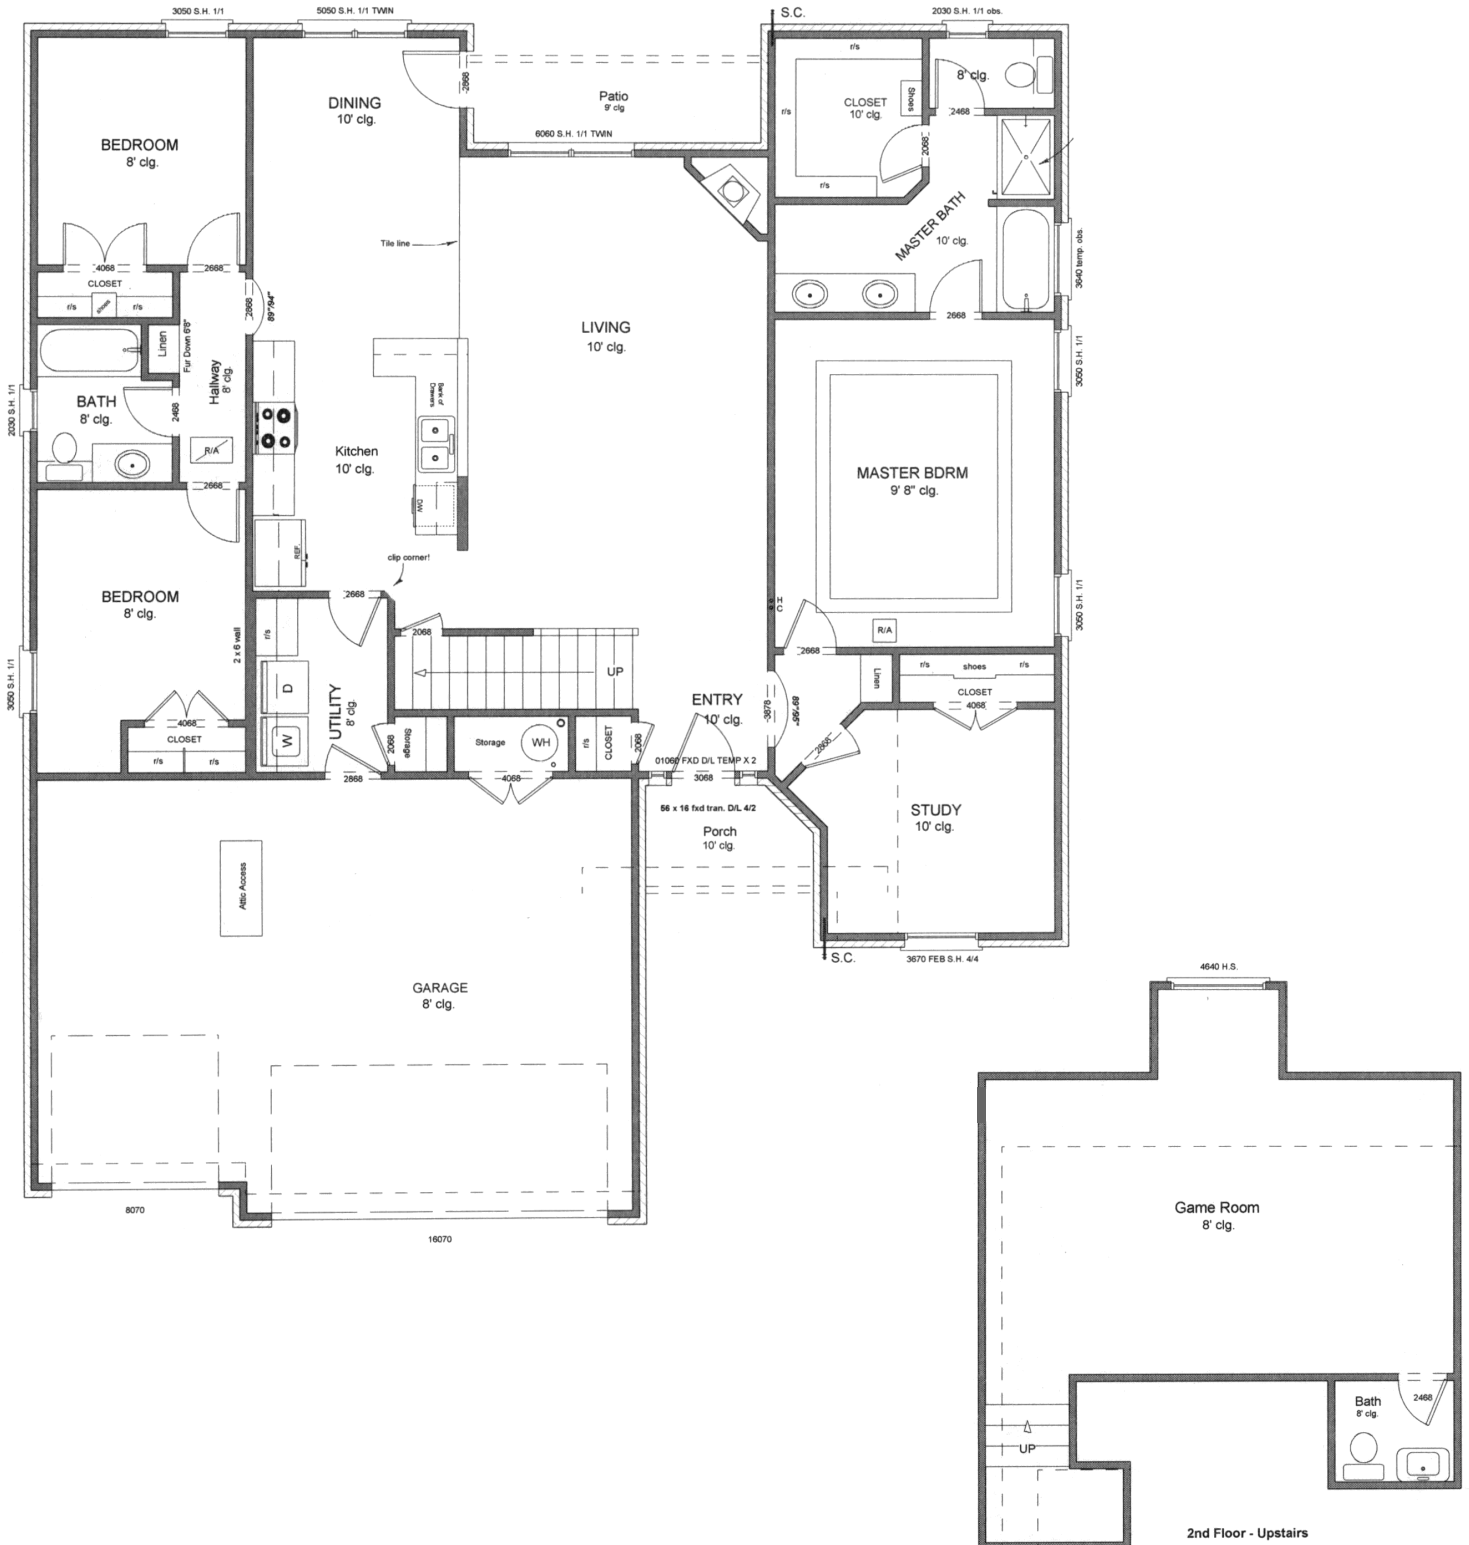 3050 S.H. 1/1
5050 S.H. 1/1 TWIN
S.C.
2030 S.H. 1/1 obs.
BEDROOM
8' clg.
DINING
10' clg.
2868
Patio
9' clg
6060 S.H. 1/1 TWIN
r/s
r/s
CLOSET
10' clg.
Shoes
r/s
2068
8' clg.
2468
MASTER BATH
10' clg.
3640 temp. obs.
2668
4068
CLOSET
r/s
shoes
r/s
2668
2868
89"/94"
Tile line
LIVING
10' clg.
Linen
Fur Down 6'8"
Hallway
8' clg.
BATH
8' clg.
2468
2030 S.H. 1/1
R/A
2668
Bank of
Drawers
Kitchen
10' clg.
D/W
REF.
clip corner!
3050 S.H. 1/1
MASTER BDRM
9' 8" clg.
3050 S.H. 1/1
H
C
R/A
2668
BEDROOM
8' clg.
2 x 6 wall
3050 S.H. 1/1
4068
CLOSET
r/s
r/s
2668
r/s
D
W
UTILITY
8' clg.
2868
2068
UP
2068
Storage
Storage
WH
4068
r/s
CLOSET
2068
ENTRY
10' clg.
3878
89"/95"
01060 FXD D/L TEMP X 2
3068
56 x 16 fxd tran. D/L 4/2
Porch
10' clg.
Linen
r/s
shoes
r/s
CLOSET
4068
2868
STUDY
10' clg.
S.C.
3670 FEB S.H. 4/4
Attic Access
GARAGE
8' clg.
8070
16070
4640 H.S.
Game Room
8' clg.
UP
Bath
8' clg.
2468
2nd Floor - Upstairs